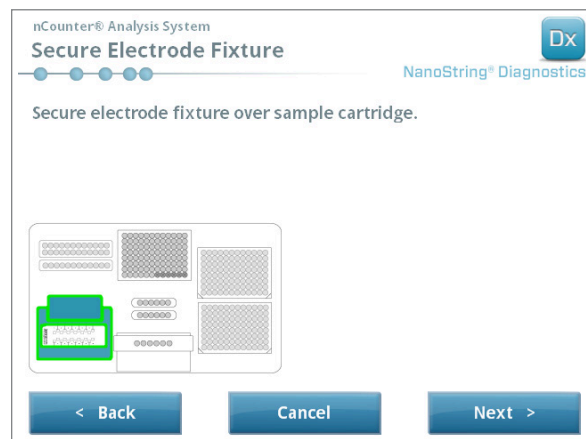 nCounter® Analysis System
Secure Electrode Fixture
Dx
NanoString® Diagnostics
Secure electrode fixture over sample cartridge.
< Back
Cancel
Next >